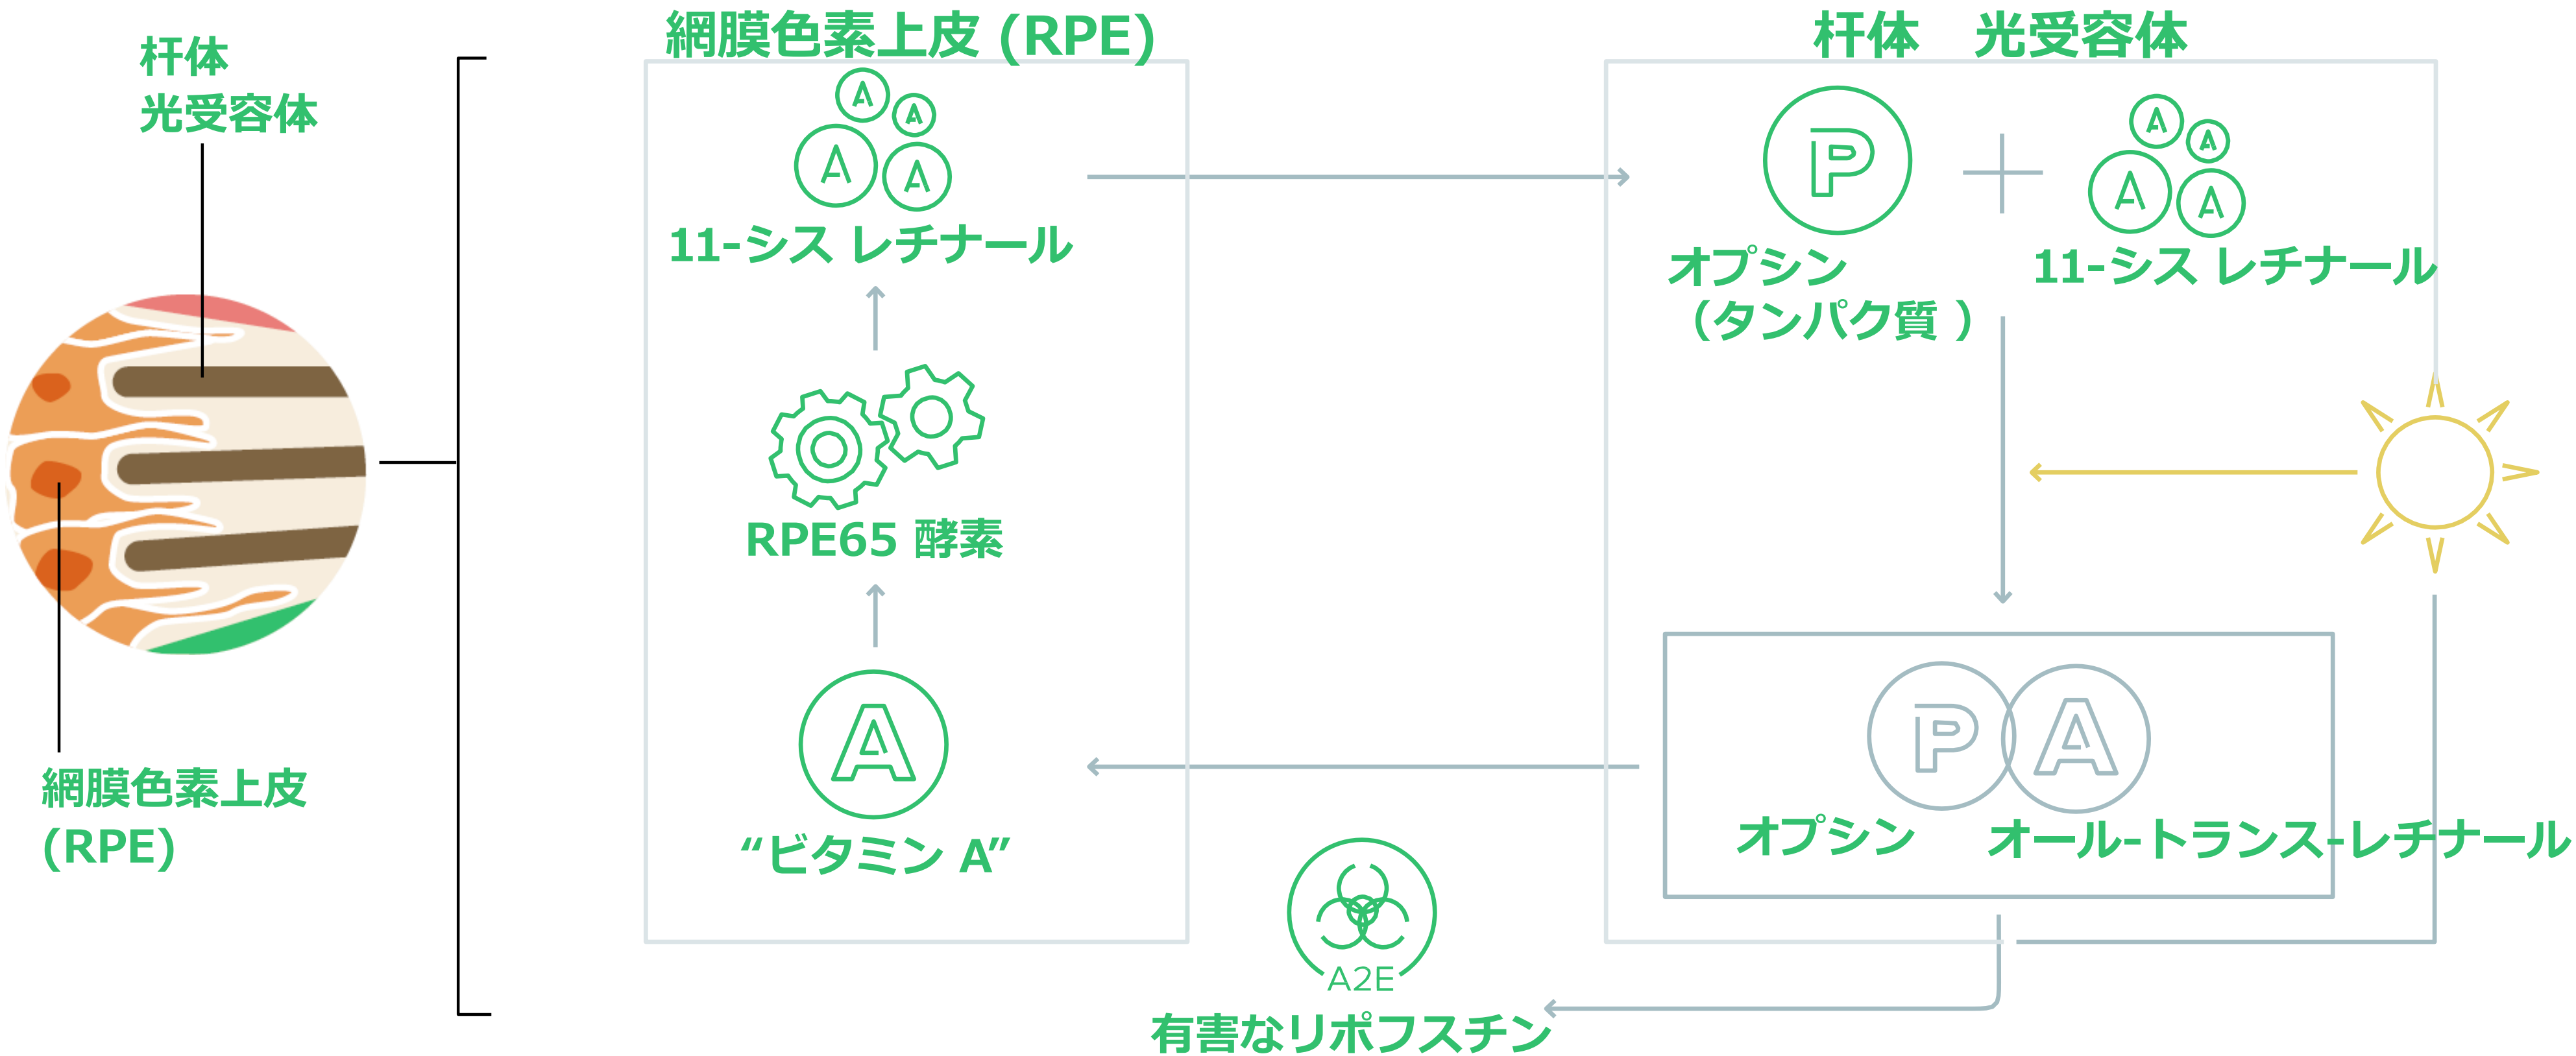 杆体
光受容体
網膜色素上皮
(RPE)
網膜色素上皮 (RPE)
A
A
A
A
11-シス レチナール
RPE65 酵素
A
“ビタミン A”
杆体　光受容体
P
オプシン
（タンパク質 ）
A
A
A
A
11-シス レチナール
P
A
オプシン
オール-トランス-レチナール
A2E
有害なリポフスチン